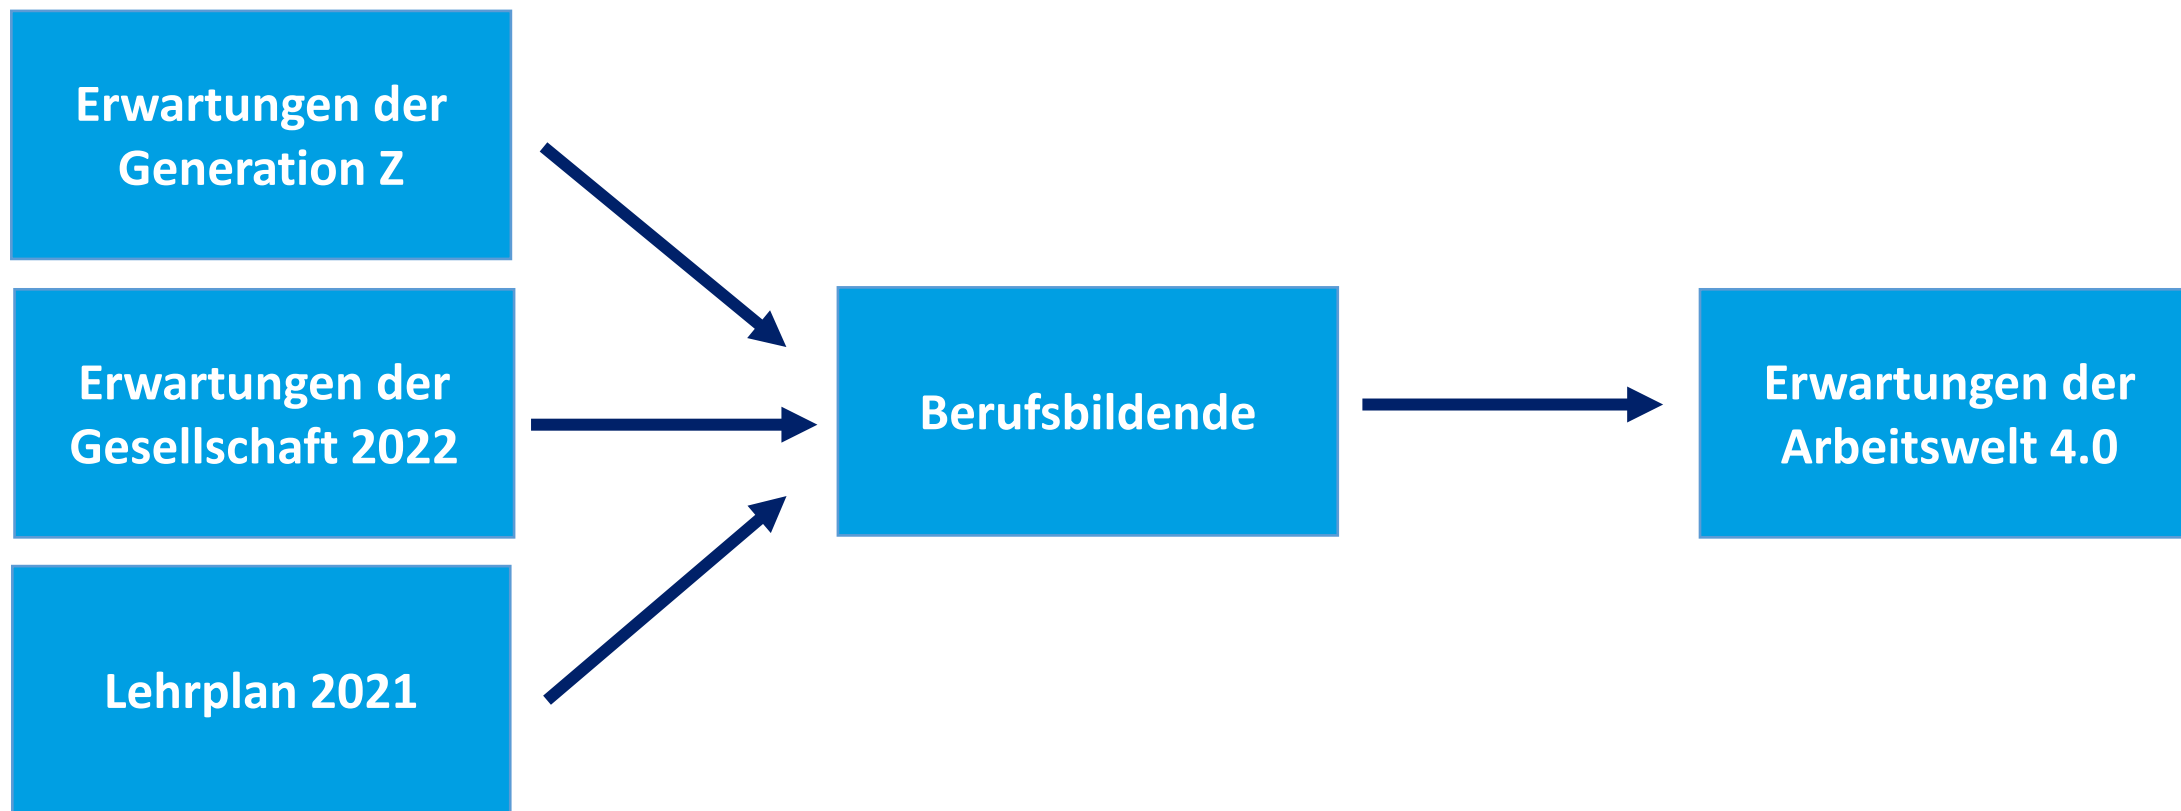 Erwartungen der
Generation Z
Erwartungen der
Gesellschaft 2022
Lehrplan 2021
Berufsbildende
Erwartungen der
Arbeitswelt 4.0